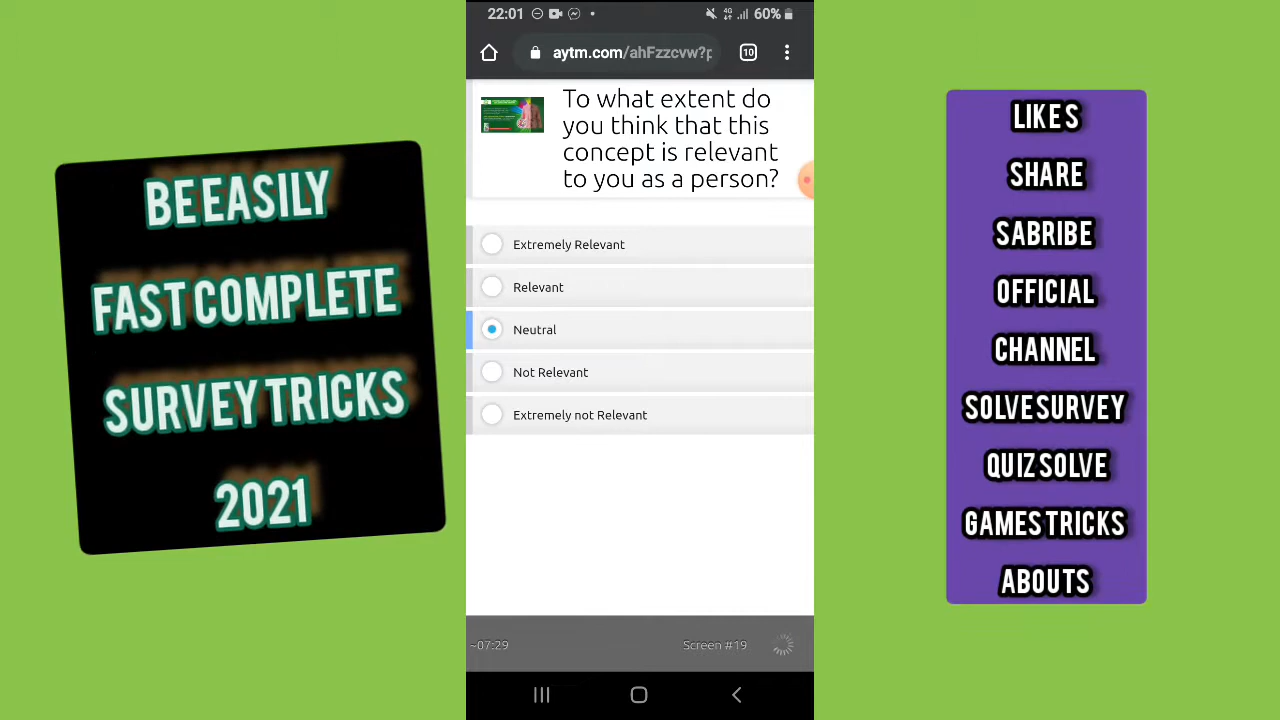 BE EASILY
FAST COMPLETE
SURVEY TRICKS
2021
22:01
4G
60%
aytm.com/ahFzzcvw?p
10
To what extent do
you think that this
concept is relevant
to you as a person?
Extremely Relevant
Relevant
Neutral
Not Relevant
Extremely not Relevant
~07:29
Screen #19
LIKES
SHARE
SABRIBE
OFFICIAL
CHANNEL
SOLVE SURVEY
QUIZ SOLVE
GAMES TRICKS
ABOUTS